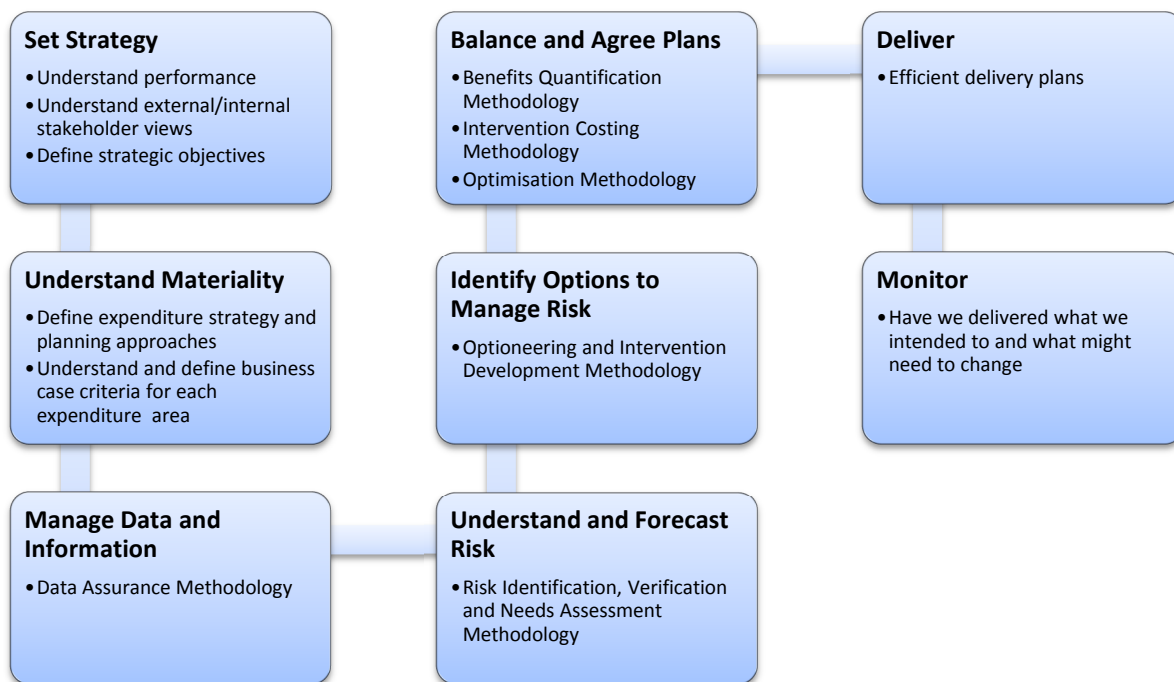 Set Strategy
•Understand performance
•Understand external/internal
stakeholder views
•Define strategic objectives
Understand Materiality
•Define expenditure strategy and
planning approaches
•Understand and define business
case criteria for each
expenditure area
Manage Data and
Information
•Data Assurance Methodology
Understand and Forecast
Risk
•Risk Identification, Verification
and Needs Assessment
Methodology
Identify Options to
Manage Risk
•Optioneering and Intervention
Development Methodology
Balance and Agree Plans
•Benefits Quantification
Methodology
•Intervention Costing
Methodology
•Optimisation Methodology
Deliver
•Efficient delivery plans
Monitor
•Have we delivered what we
intended to and what might
need to change